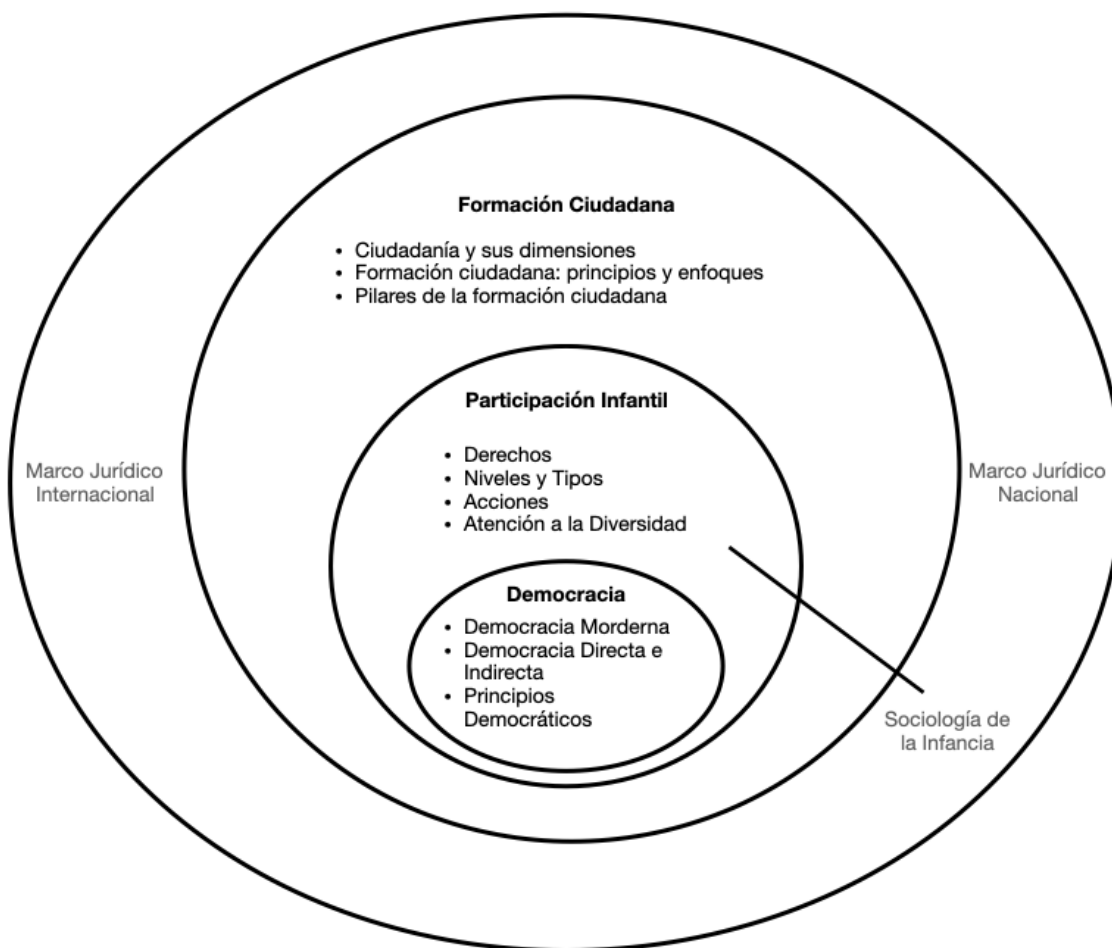 Formación Ciudadana
• Ciudadanía y sus dimensiones
• Formación ciudadana: principios y enfoques
• Pilares de la formación ciudadana
Participación Infantil
• Derechos
• Niveles y Tipos
• Acciones
• Atención a la Diversidad
Marco Jurídico
Internacional
Marco Jurídico
Nacional
Democracia
• Democracia Morderna
• Democracia Directa e
Indirecta
• Principios
Democráticos
Sociología de
la Infancia